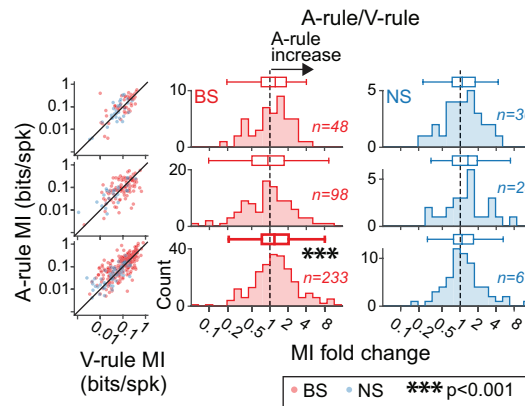 A-rule/V-rule
A-rule
increase
BS
NS
A-rule MI (bits/spk)
1
0.1
0.01
1
0.1
0.01
1
0.1
0.01
0.01
0.1
1
V-rule MI
(bits/spk)
Count
10
0
n=48
20
0
n=98
40
0
n=233
***
0.1
0.2
0.5
1
2
4
8
5
0
5
0
10
0
0.1
0.2
0.5
1
2
4
8
MI fold change
BS NS *** p<0.001